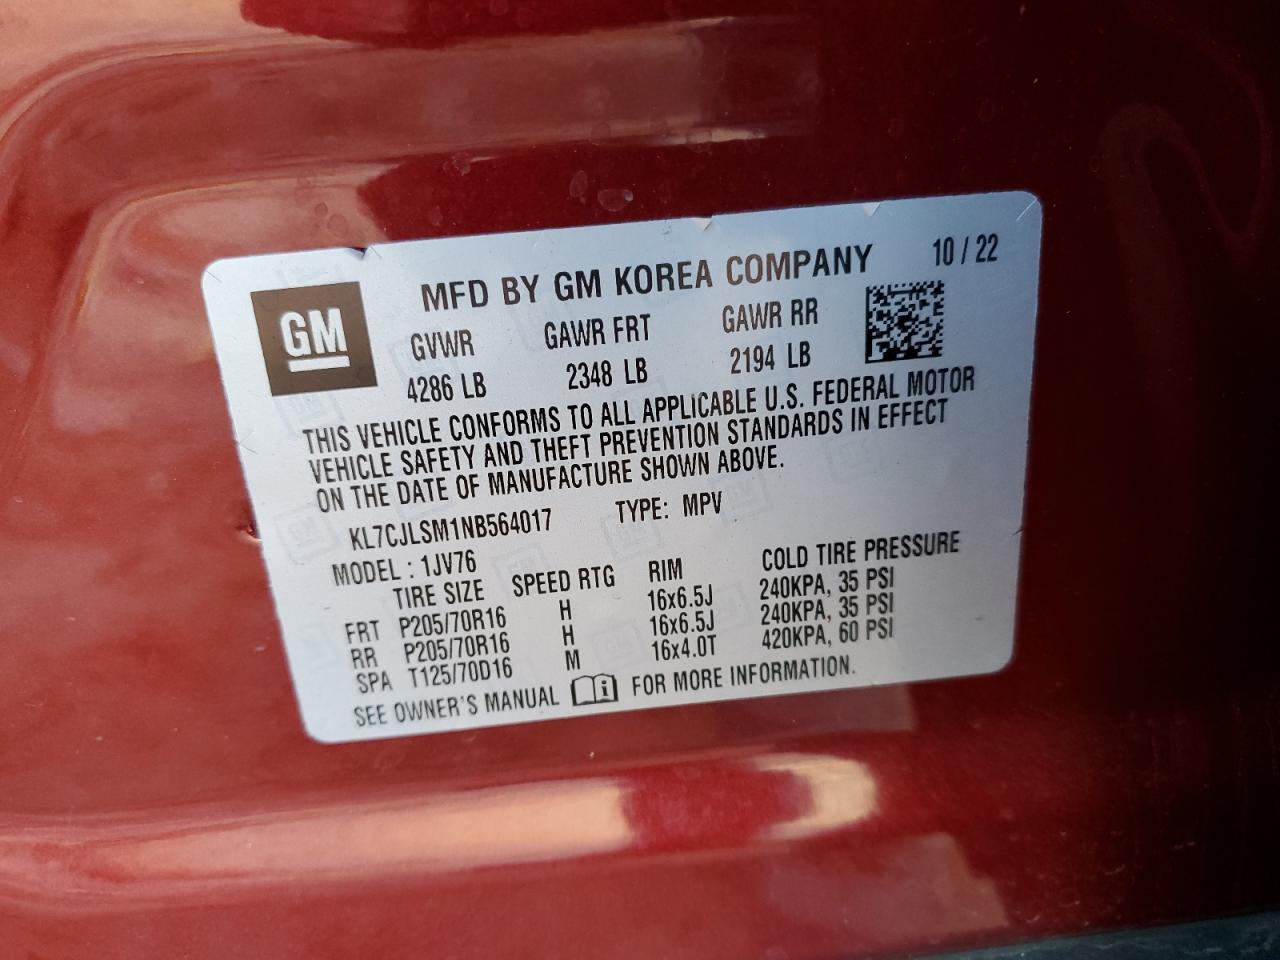 GM
MFD BY GM KOREA COMPANY 10 / 22
GVWR GAWR FRT GAWR RR
4286 LB 2348 LB 2194 LB
THIS VEHICLE CONFORMS TO ALL APPLICABLE U.S. FEDERAL MOTOR
VEHICLE SAFETY AND THEFT PREVENTION STANDARDS IN EFFECT
ON THE DATE OF MANUFACTURE SHOWN ABOVE.
KL7CJLSM1NB564017 TYPE: MPV
MODEL : 1JV76
TIRE SIZE SPEED RTG RIM COLD TIRE PRESSURE
FRT P205/70R16 H 16x6.5J 240KPA, 35 PSI
RR P205/70R16 H 16x6.5J 240KPA, 35 PSI
SPA T125/70D16 M 16x4.0T 420KPA, 60 PSI
SEE OWNER'S MANUAL FOR MORE INFORMATION.